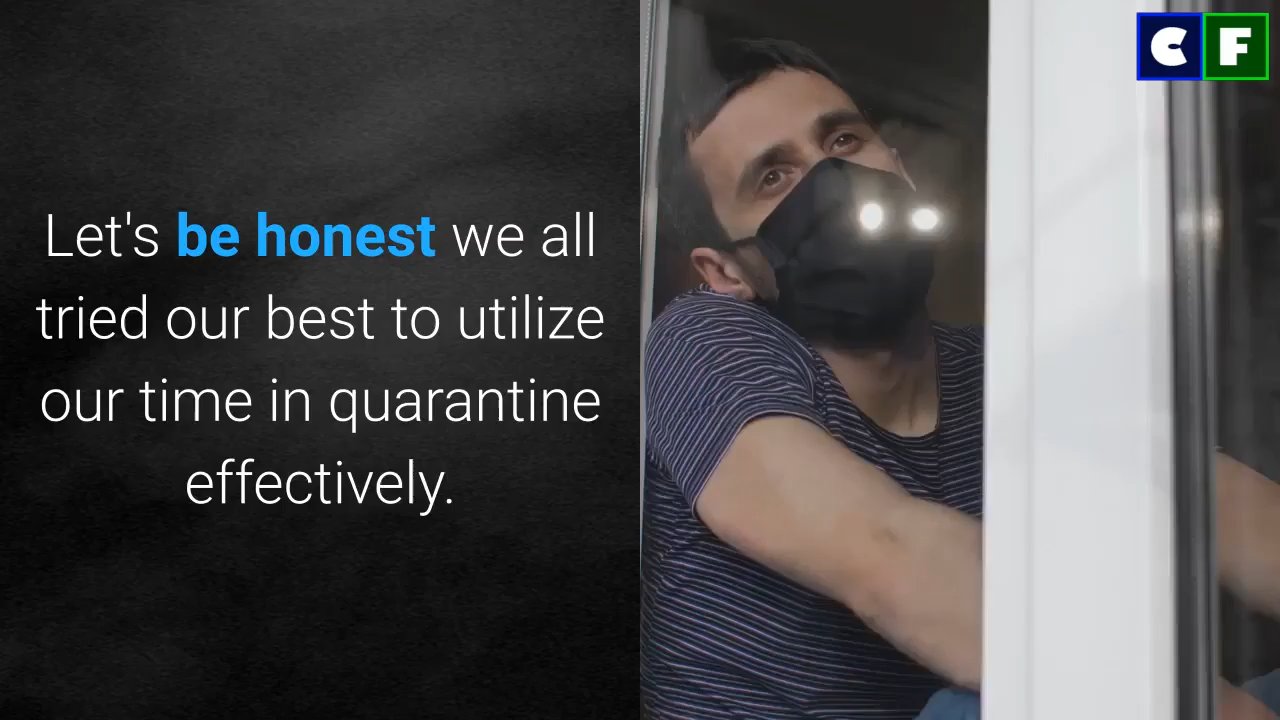 Let's be honest we all
tried our best to utilize
our time in quarantine
effectively.
C F